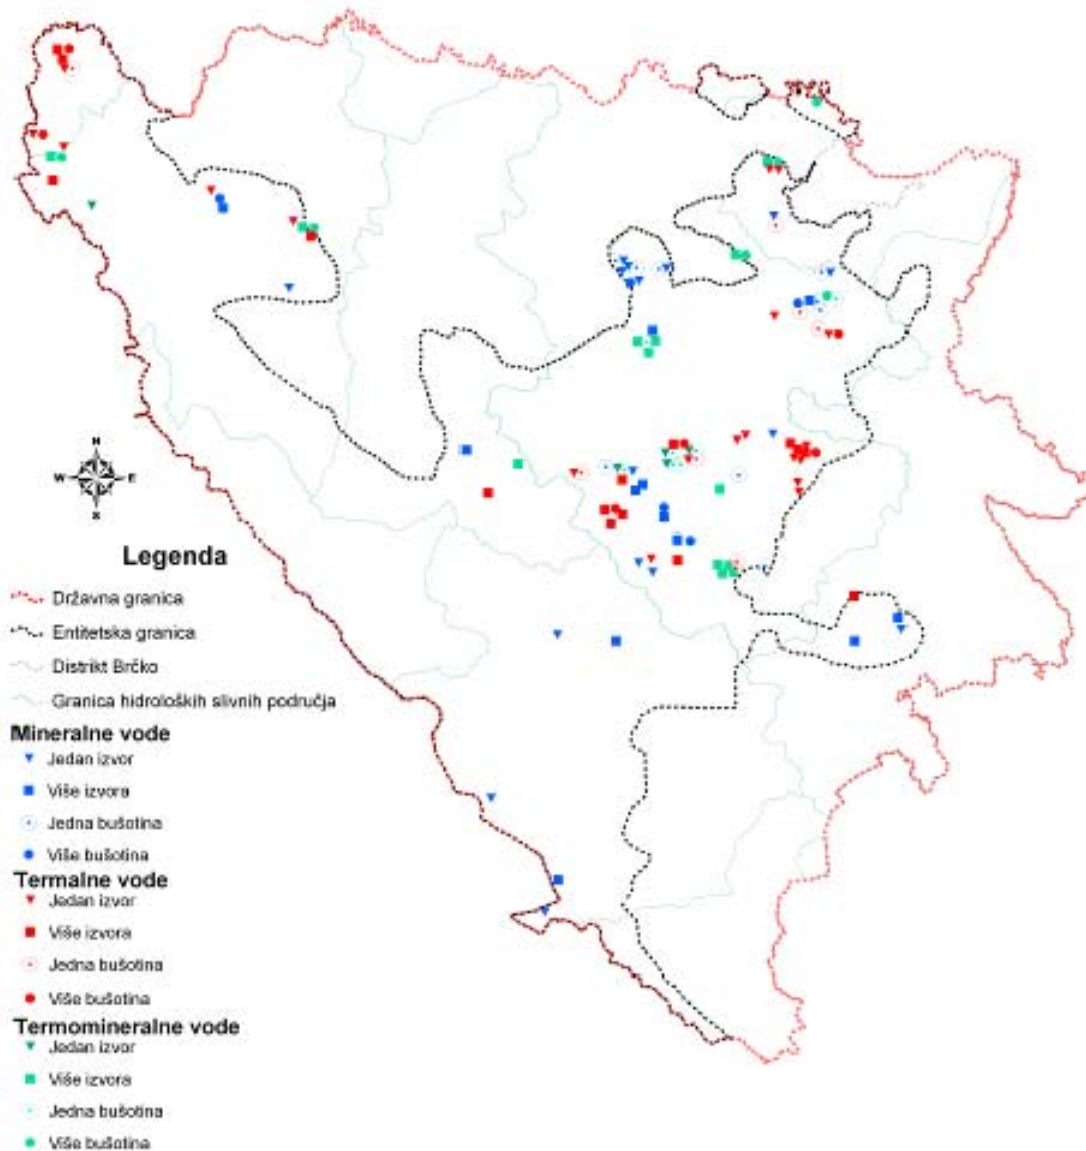 N
W
E
S
Legenda
Državna granica
Entitetska granica
Distrikt Brčko
Granica hidroloških slivnih područja
Mineralne vode
Jedan izvor
Više izvora
Jedna bušotina
Više bušotina
Termalne vode
Jedan izvor
Više izvora
Jedna bušotina
Više bušotina
Termomineralne vode
Jedan izvor
Više izvora
Jedna bušotina
Više bušotina